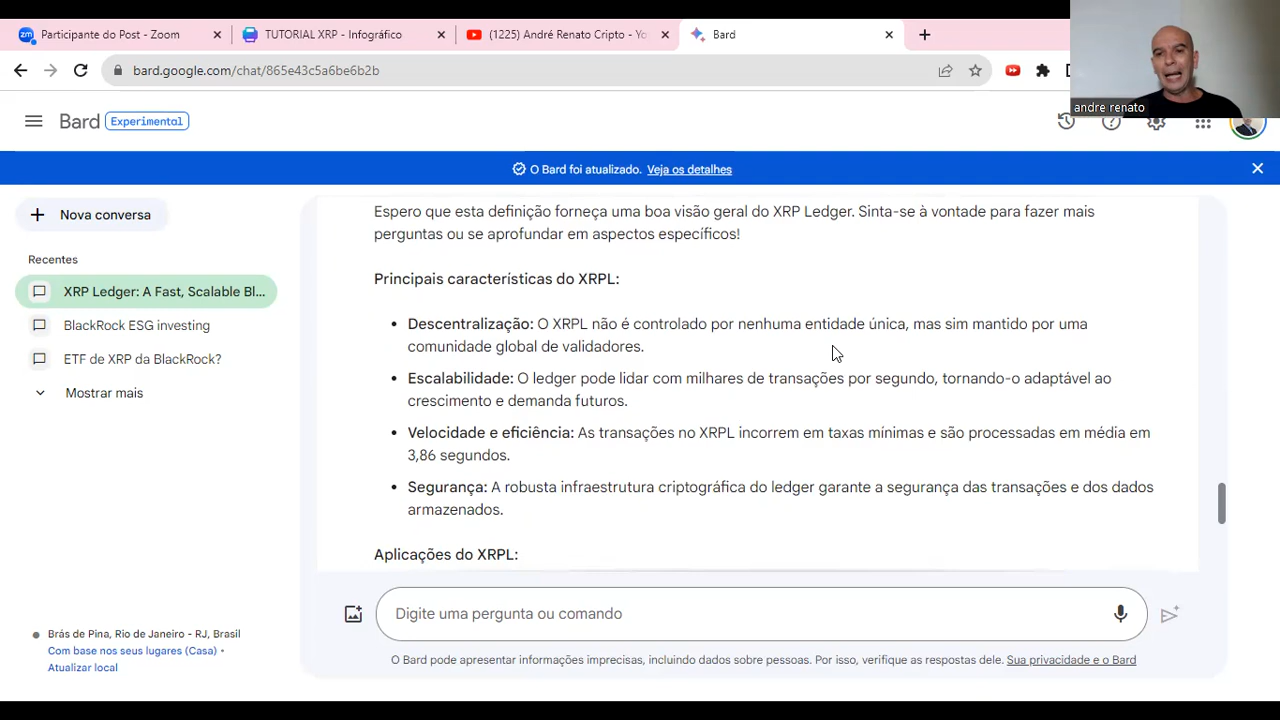 Participante do Post - Zoom
TUTORIAL XRP - Infográfico
(1225) André Renato Cripto - Yo
Bard
bard.google.com/chat/865e43c5a6be6b2b
andre renato
Bard Experimental
O Bard foi atualizado. Veja os detalhes
Nova conversa
Recentes
XRP Ledger: A Fast, Scalable Bl...
BlackRock ESG investing
ETF de XRP da BlackRock?
Mostrar mais
Espero que esta definição forneça uma boa visão geral do XRP Ledger. Sinta-se à vontade para fazer mais
perguntas ou se aprofundar em aspectos específicos!
Principais características do XRPL:
• Descentralização: O XRPL não é controlado por nenhuma entidade única, mas sim mantido por uma
comunidade global de validadores.
• Escalabilidade: O ledger pode lidar com milhares de transações por segundo, tornando-o adaptável ao
crescimento e demanda futuros.
• Velocidade e eficiência: As transações no XRPL incorrem em taxas mínimas e são processadas em média em
3,86 segundos.
• Segurança: A robusta infraestrutura criptográfica do ledger garante a segurança das transações e dos dados
armazenados.
Aplicações do XRPL:
Digite uma pergunta ou comando
O Bard pode apresentar informações imprecisas, incluindo dados sobre pessoas. Por isso, verifique as respostas dele. Sua privacidade e o Bard
Brás de Pina, Rio de Janeiro - RJ, Brasil
Com base nos seus lugares (Casa) •
Atualizar local